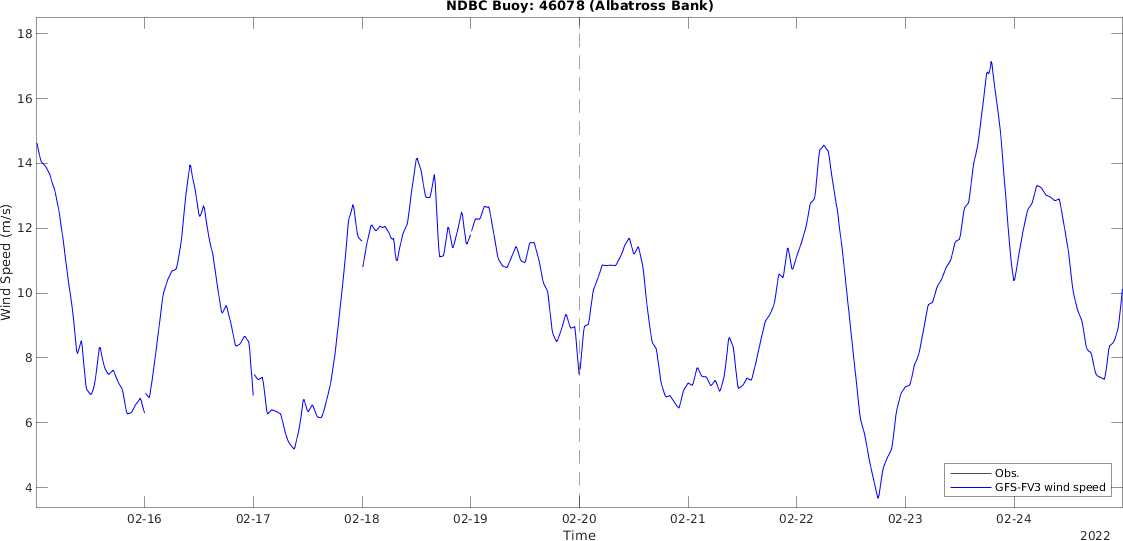 NDBC Buoy: 46078 (Albatross Bank)
18
16
14
12
10
8
6
4
Wind Speed (m/s)
02-16 02-17 02-18 02-19 02-20 02-21 02-22 02-23 02-24
Time
2022
Obs.
GFS-FV3 wind speed